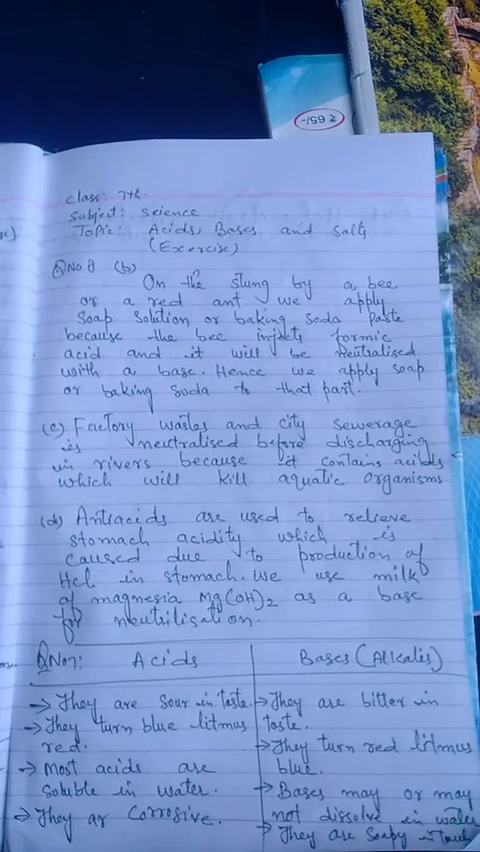 ₹ 65/-
Class: 7th.
Subject: Science
Topic: Acids, Bases and Salts
(Exercise)
QNo 8 (b)
On the stung by a bee
or a red ant we apply
soap solution or baking soda paste
because the bee injects formic
acid and it will be neutralised
with a base. Hence we apply soap
or baking soda to that part.
(c) Factory wastes and city sewerage
is neutralised before discharging
in rivers because it contains acids
which will kill aquatic organisms
(d) Antiacids are used to relieve
stomach acidity which is
caused due to production of
Hcl in stomach. We use milk
of magnesia Mg(OH)2 as a base
for neutrilisation.
QNo7: Acids
→ They are sour in taste.
→ They turn blue litmus
red.
→ Most acids are
soluble in water.
→ They ar corrosive.
Bases (Alkalis)
→ They are bitter in
taste.
→ They turn red litmus
blue.
→ Bases may or may
not dissolve in water
→ They are soapy in touch